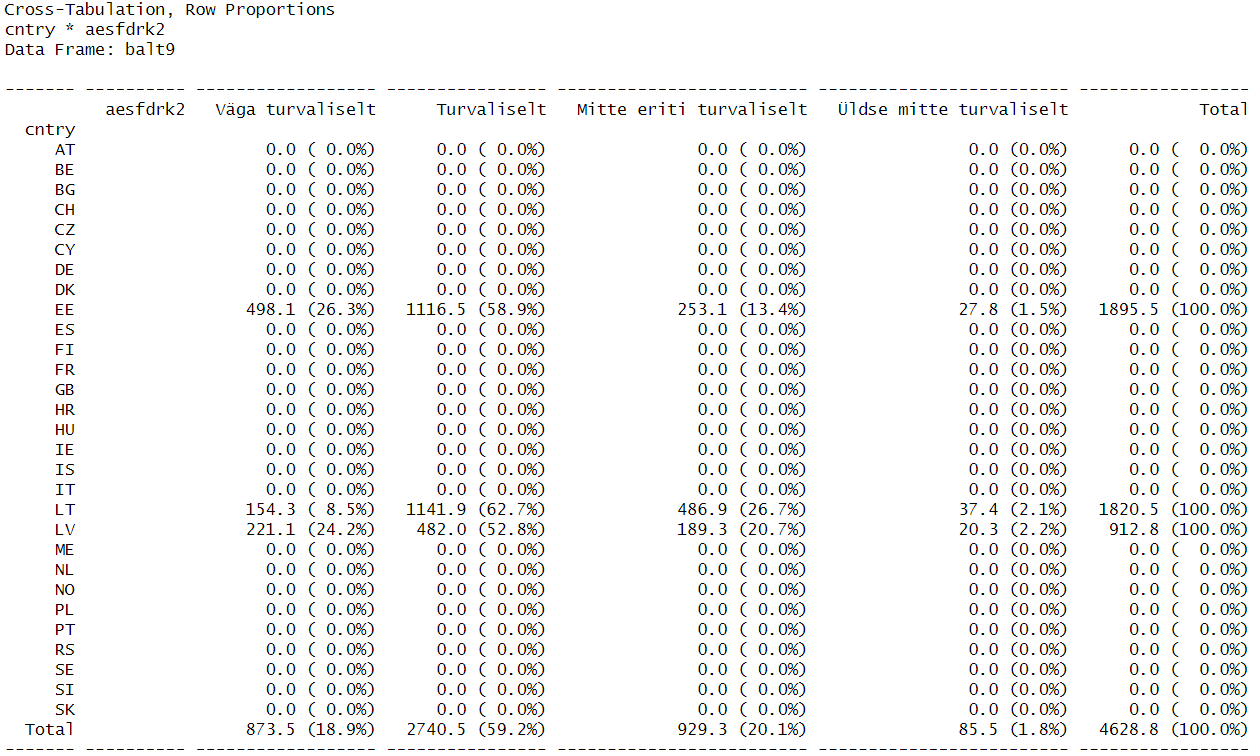 Cross-Tabulation, Row Proportions
cntry * aesfdrk2
Data Frame: balt9
------- ---------- ------------------ ---------------- ------------------------- ------------------------- -----------------
aesfdrk2 Väga turvaliselt Turvaliselt Mitte eriti turvaliselt Üldse mitte turvaliselt Total
cntry
AT 0.0 ( 0.0%) 0.0 ( 0.0%) 0.0 ( 0.0%) 0.0 (0.0%) 0.0 (  0.0%)
BE 0.0 ( 0.0%) 0.0 ( 0.0%) 0.0 ( 0.0%) 0.0 (0.0%) 0.0 (  0.0%)
BG 0.0 ( 0.0%) 0.0 ( 0.0%) 0.0 ( 0.0%) 0.0 (0.0%) 0.0 (  0.0%)
CH 0.0 ( 0.0%) 0.0 ( 0.0%) 0.0 ( 0.0%) 0.0 (0.0%) 0.0 (  0.0%)
CZ 0.0 ( 0.0%) 0.0 ( 0.0%) 0.0 ( 0.0%) 0.0 (0.0%) 0.0 (  0.0%)
CY 0.0 ( 0.0%) 0.0 ( 0.0%) 0.0 ( 0.0%) 0.0 (0.0%) 0.0 (  0.0%)
DE 0.0 ( 0.0%) 0.0 ( 0.0%) 0.0 ( 0.0%) 0.0 (0.0%) 0.0 (  0.0%)
DK 0.0 ( 0.0%) 0.0 ( 0.0%) 0.0 ( 0.0%) 0.0 (0.0%) 0.0 (  0.0%)
EE 498.1 (26.3%) 1116.5 (58.9%) 253.1 (13.4%) 27.8 (1.5%) 1895.5 (100.0%)
ES 0.0 ( 0.0%) 0.0 ( 0.0%) 0.0 ( 0.0%) 0.0 (0.0%) 0.0 (  0.0%)
FI 0.0 ( 0.0%) 0.0 ( 0.0%) 0.0 ( 0.0%) 0.0 (0.0%) 0.0 (  0.0%)
FR 0.0 ( 0.0%) 0.0 ( 0.0%) 0.0 ( 0.0%) 0.0 (0.0%) 0.0 (  0.0%)
GB 0.0 ( 0.0%) 0.0 ( 0.0%) 0.0 ( 0.0%) 0.0 (0.0%) 0.0 (  0.0%)
HR 0.0 ( 0.0%) 0.0 ( 0.0%) 0.0 ( 0.0%) 0.0 (0.0%) 0.0 (  0.0%)
HU 0.0 ( 0.0%) 0.0 ( 0.0%) 0.0 ( 0.0%) 0.0 (0.0%) 0.0 (  0.0%)
IE 0.0 ( 0.0%) 0.0 ( 0.0%) 0.0 ( 0.0%) 0.0 (0.0%) 0.0 (  0.0%)
IS 0.0 ( 0.0%) 0.0 ( 0.0%) 0.0 ( 0.0%) 0.0 (0.0%) 0.0 (  0.0%)
IT 0.0 ( 0.0%) 0.0 ( 0.0%) 0.0 ( 0.0%) 0.0 (0.0%) 0.0 (  0.0%)
LT 154.3 ( 8.5%) 1141.9 (62.7%) 486.9 (26.7%) 37.4 (2.1%) 1820.5 (100.0%)
LV 221.1 (24.2%) 482.0 (52.8%) 189.3 (20.7%) 20.3 (2.2%) 912.8 (100.0%)
ME 0.0 ( 0.0%) 0.0 ( 0.0%) 0.0 ( 0.0%) 0.0 (0.0%) 0.0 (  0.0%)
NL 0.0 ( 0.0%) 0.0 ( 0.0%) 0.0 ( 0.0%) 0.0 (0.0%) 0.0 (  0.0%)
NO 0.0 ( 0.0%) 0.0 ( 0.0%) 0.0 ( 0.0%) 0.0 (0.0%) 0.0 (  0.0%)
PL 0.0 ( 0.0%) 0.0 ( 0.0%) 0.0 ( 0.0%) 0.0 (0.0%) 0.0 (  0.0%)
PT 0.0 ( 0.0%) 0.0 ( 0.0%) 0.0 ( 0.0%) 0.0 (0.0%) 0.0 (  0.0%)
RS 0.0 ( 0.0%) 0.0 ( 0.0%) 0.0 ( 0.0%) 0.0 (0.0%) 0.0 (  0.0%)
SE 0.0 ( 0.0%) 0.0 ( 0.0%) 0.0 ( 0.0%) 0.0 (0.0%) 0.0 (  0.0%)
SI 0.0 ( 0.0%) 0.0 ( 0.0%) 0.0 ( 0.0%) 0.0 (0.0%) 0.0 (  0.0%)
SK 0.0 ( 0.0%) 0.0 ( 0.0%) 0.0 ( 0.0%) 0.0 (0.0%) 0.0 (  0.0%)
Total 873.5 (18.9%) 2740.5 (59.2%) 929.3 (20.1%) 85.5 (1.8%) 4628.8 (100.0%)
------- ---------- ------------------ ---------------- ------------------------- ------------------------- -----------------